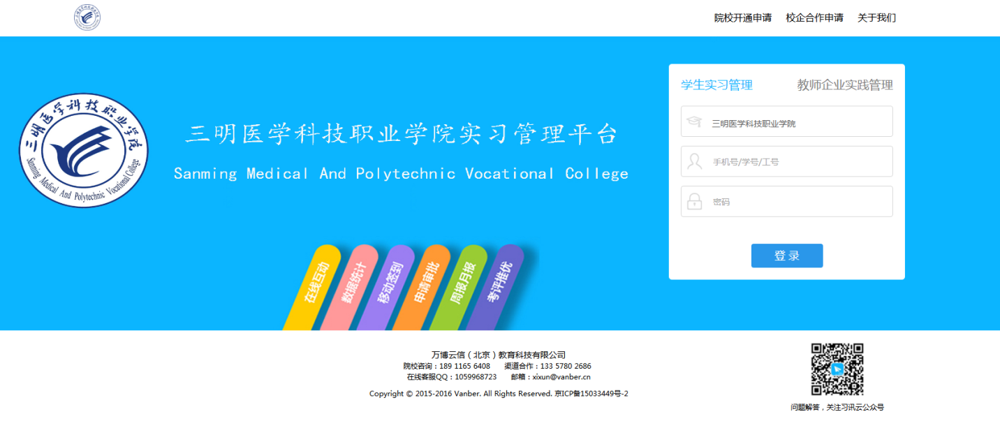 院校开通申请 校企合作申请 关于我们
三明医学科技职业学院
Sanming Medical And Polytechnic Vocational College
三明医学科技职业学院实习管理平台
Sanming Medical And Polytechnic Vocational College
学生实习管理 教师企业实践管理
三明医学科技职业学院
手机号/学号/工号
密码
登录
在线互动
数据统计
移动签到
申请审批
周报月报
考评推优
万博云信（北京）教育科技有限公司
院校咨询：189 1165 6408 渠道合作：133 5780 2686
在线客服QQ：1059968723 邮箱：xixun@vanber.cn
Copyright © 2015-2016 Vanber. All Rights Reserved. 京ICP备15033449号-2
问题解答，关注习讯云公众号